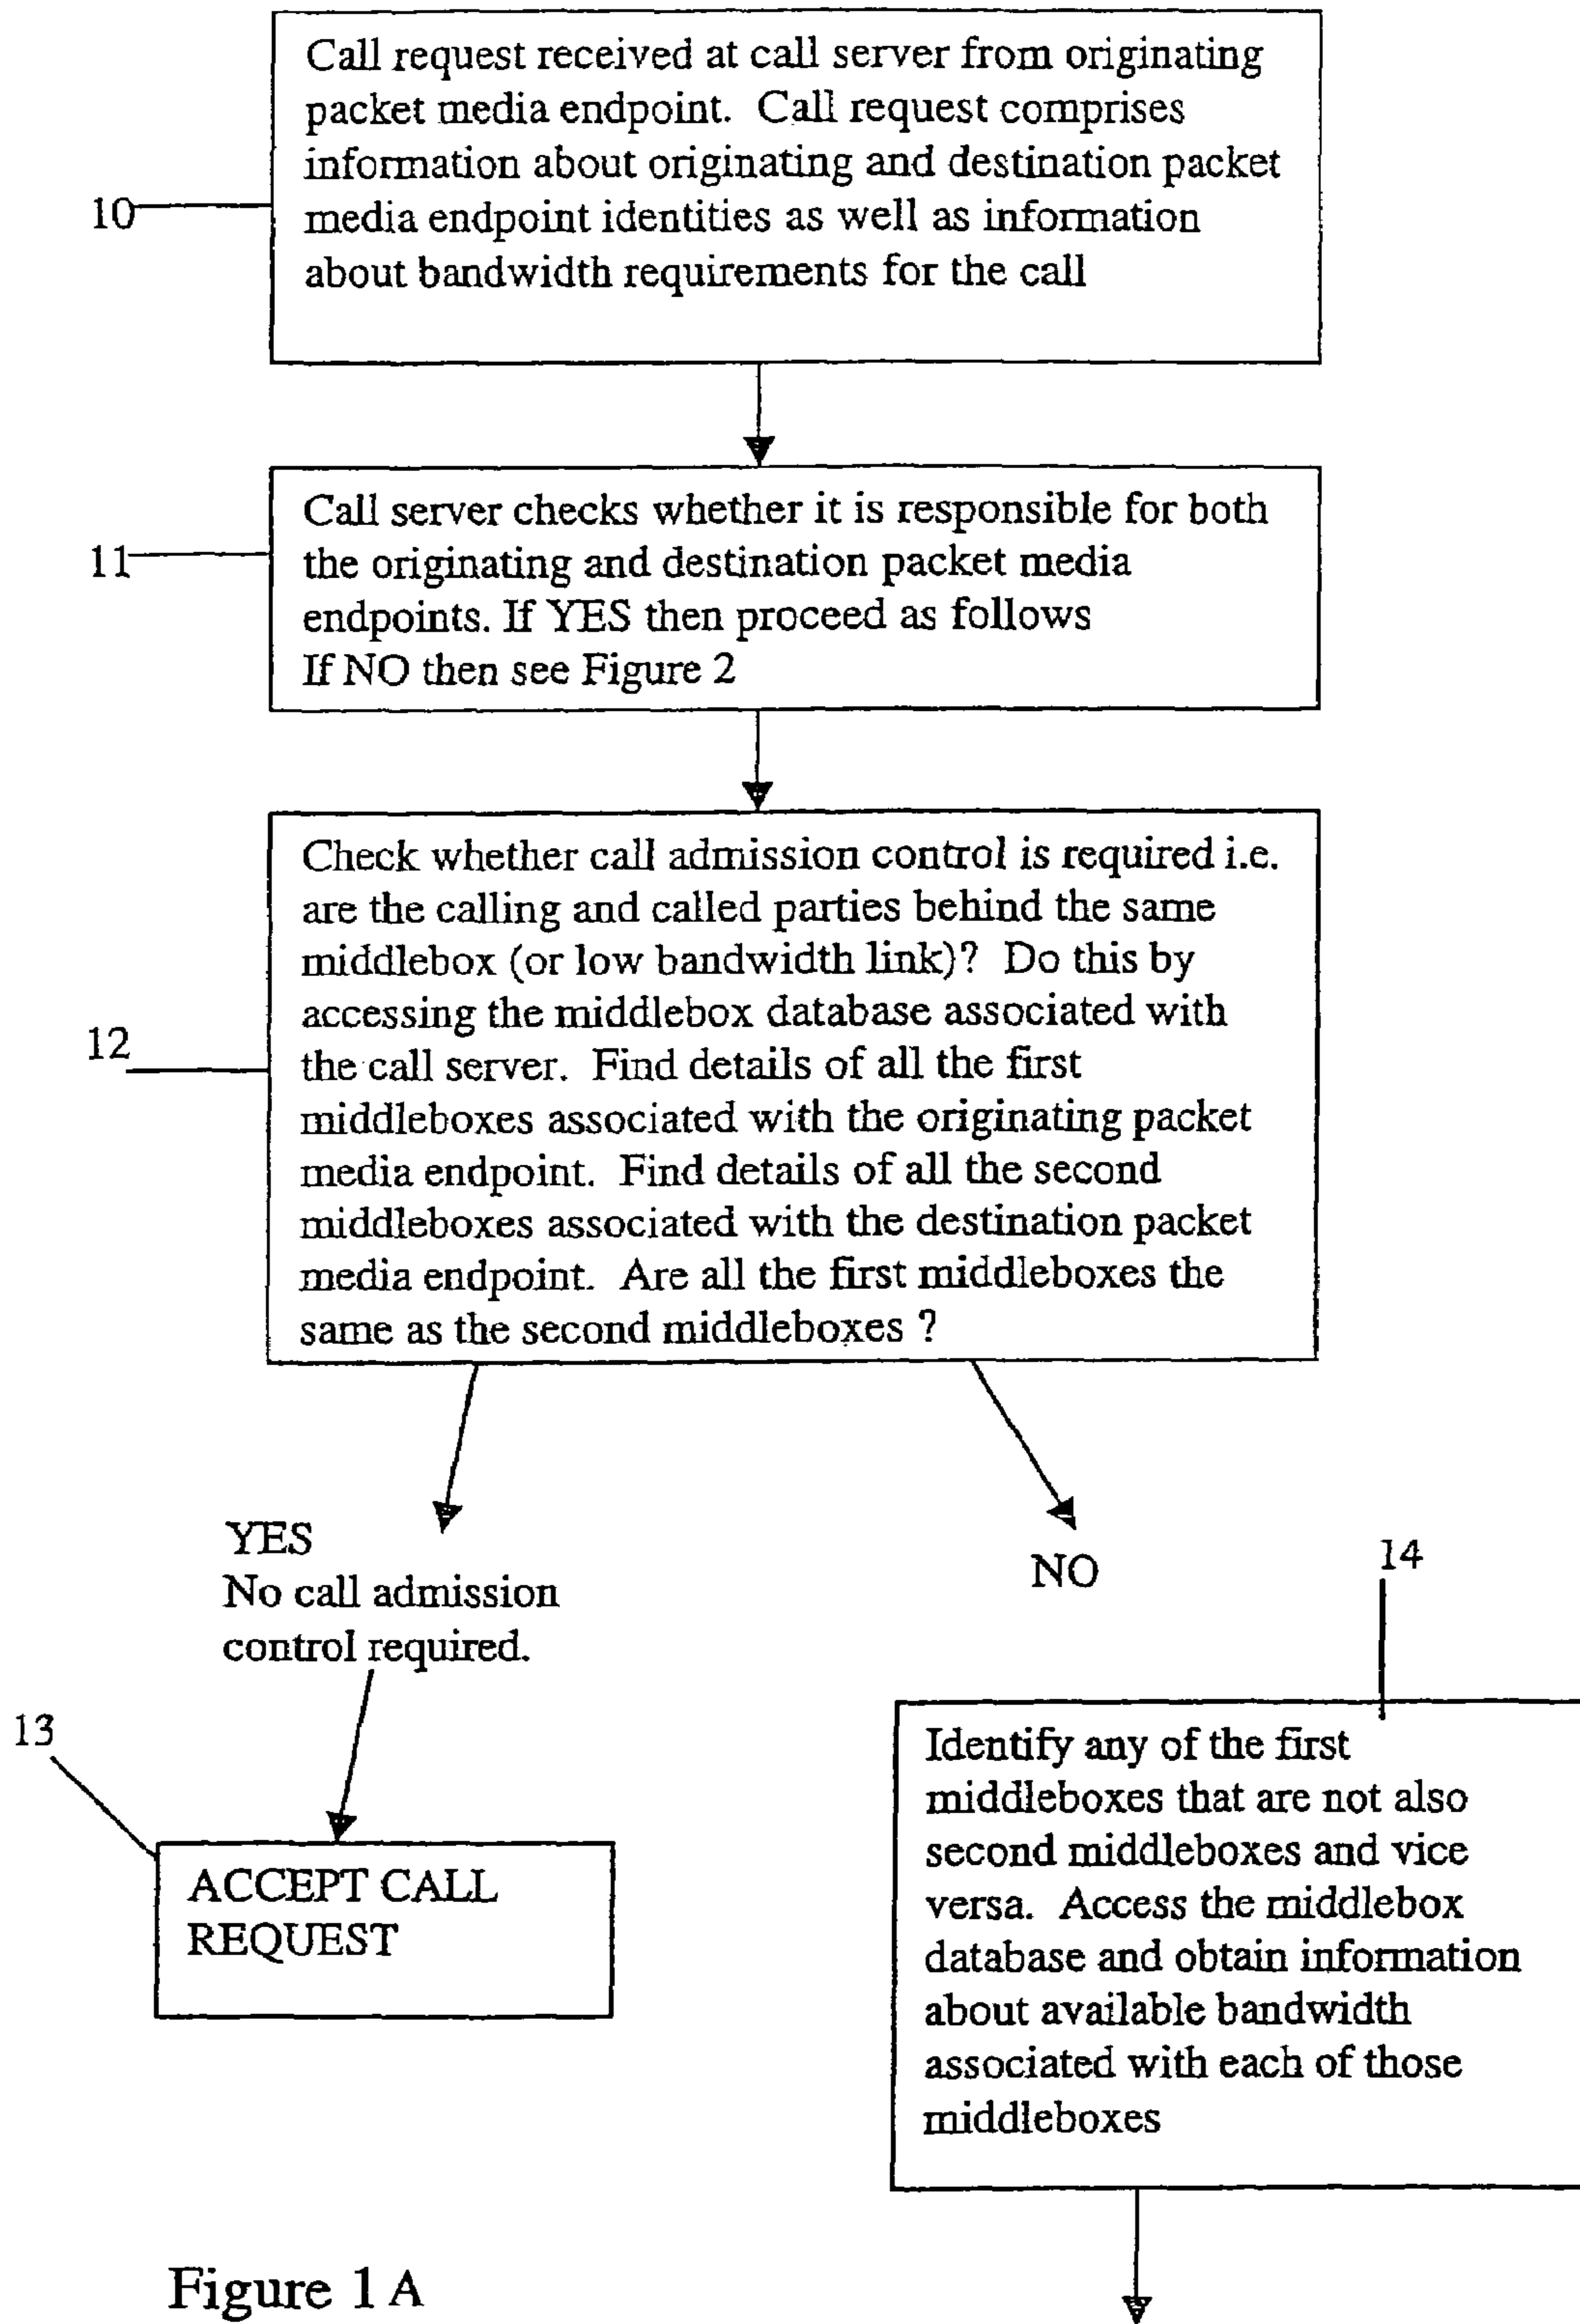 Call request received at call server from originating
packet media endpoint. Call request comprises
information about originating and destination packet
media endpoint identities as well as information
about bandwidth requirements for the call
10
Call server checks whether it is responsible for both
the originating and destination packet media
endpoints. If YES then proceed as follows
If NO then see Figure 2
11
Check whether call admission control is required i.e.
are the calling and called parties behind the same
middlebox (or low bandwidth link)? Do this by
accessing the middlebox database associated with
the call server. Find details of all the first
middleboxes associated with the originating packet
media endpoint. Find details of all the second
middleboxes associated with the destination packet
media endpoint. Are all the first middleboxes the
same as the second middleboxes ?
12
YES
No call admission
control required.
NO
14
13
ACCEPT CALL
REQUEST
Identify any of the first
middleboxes that are not also
second middleboxes and vice
versa. Access the middlebox
database and obtain information
about available bandwidth
associated with each of those
middleboxes
Figure 1 A